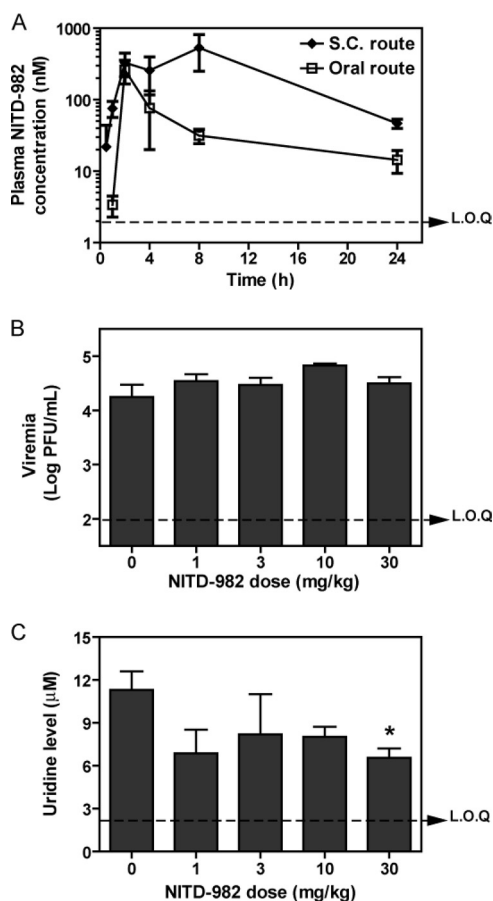 A
Plasma NITD-982
concentration (nM)
1000
100
10
1
S.C. route
Oral route
L.O.Q
0 4 8 12 16 20 24
Time (h)
B
Viremia
(Log PFU/mL)
5
4
3
2
L.O.Q
0 1 3 10 30
NITD-982 dose (mg/kg)
C
Uridine level (μM)
15
12
9
6
3
0
*
L.O.Q
0 1 3 10 30
NITD-982 dose (mg/kg)